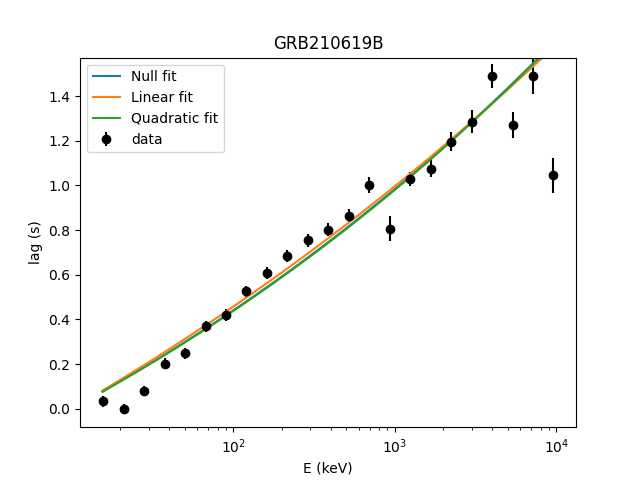 GRB210619B
Null fit
Linear fit
Quadratic fit
data
lag (s)
1.4
1.2
1.0
0.8
0.6
0.4
0.2
0.0
10²
10³
10⁴
E (keV)